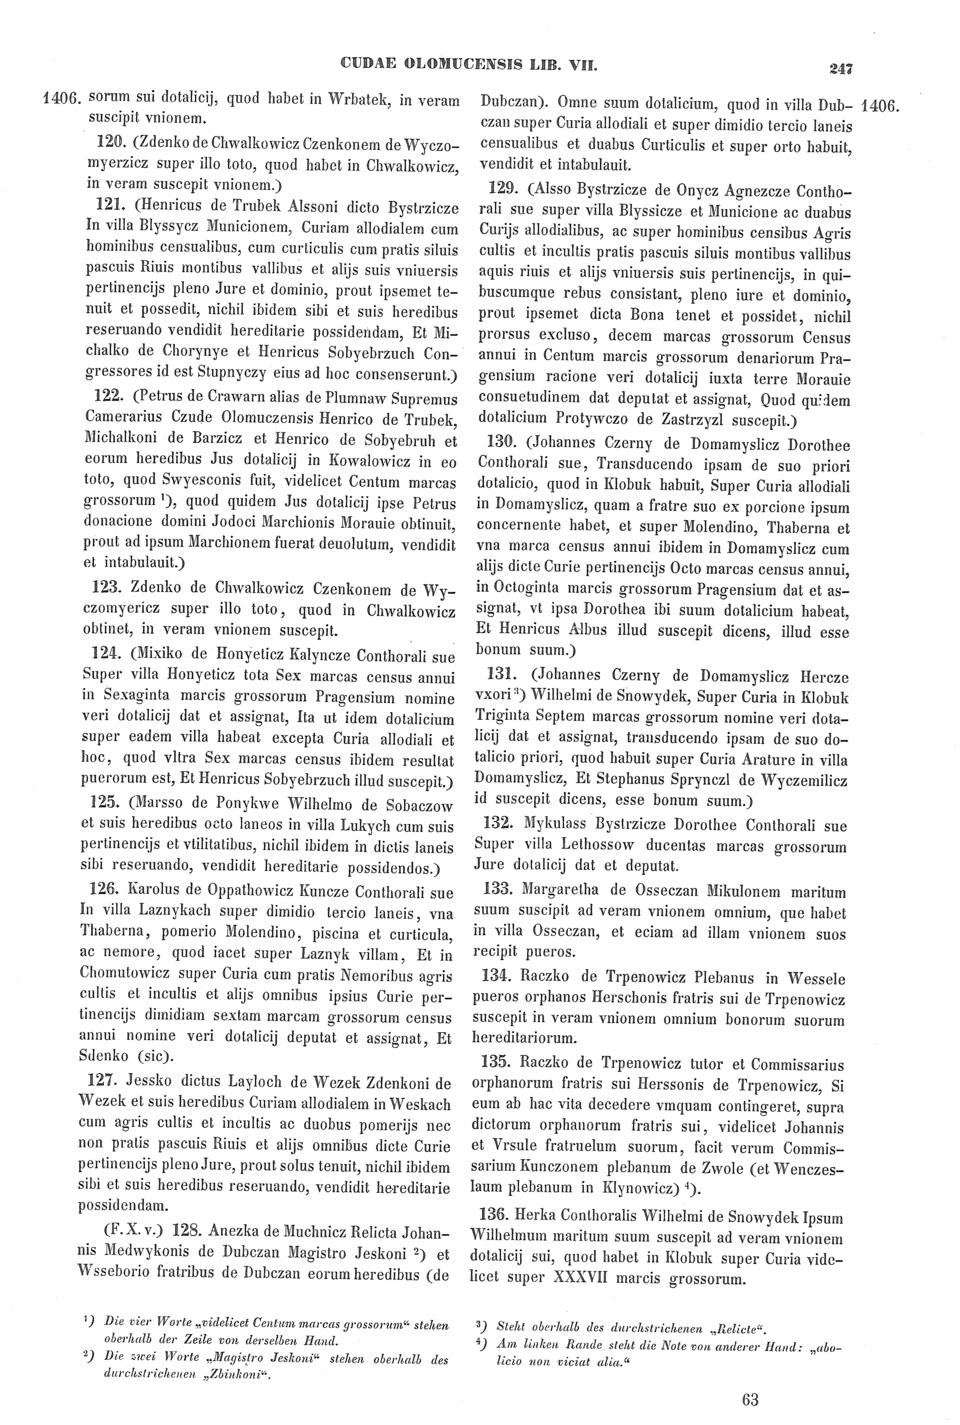 CUDAE OLOMUCENSIS LIB. VII.
247
1406. sorum sui dotalicij, quod habet in Wrbatek, in veram
suscipit vnionem.
120. (Zdenko de Chwalkowicz Czenkonem de Wyczo-
myerzicz super illo toto, quod habet in Chwalkowicz,
in veram suscepit vnionem.)
121. (Henricus de Trubek Alssoni dicto Bystrzicze
In villa Blyssycz Municionem, Curiam allodialem cum
hominibus censualibus, cum curticulis cum pratis siluis
pascuis Riuis montibus vallibus et alijs suis vniuersis
pertinencijs pleno Jure et dominio, prout ipsemet te-
nuit et possedit, nichil ibidem sibi et suis heredibus
reseruando vendidit hereditarie possidendam, Et Mi-
chalko de Chorynye et Henricus Sobyebrzuch Con-
gressores id est Stupnyczy eius ad hoc consenserunt.)
122. (Petrus de Crawarn alias de Plumnaw Supremus
Camerarius Czude Olomuczensis Henrico de Trubek,
Michalkoni de Barzicz et Henrico de Sobyebruh et
eorum heredibus Jus dotalicij in Kowalowicz in eo
toto, quod Swyesconis fuit, videlicet Centum marcas
grossorum ¹), quod quidem Jus dotalicij ipse Petrus
donacione domini Jodoci Marchionis Morauie obtinuit,
prout ad ipsum Marchionem fuerat deuolutum, vendidit
et intabulauit.)
123. Zdenko de Chwalkowicz Czenkonem de Wy-
czomyericz super illo toto, quod in Chwalkowicz
obtinet, in veram vnionem suscepit.
124. (Mixiko de Honyeticz Kalyncze Conthorali sue
Super villa Honyeticz tota Sex marcas census annui
in Sexaginta marcis grossorum Pragensium nomine
veri dotalicij dat et assignat, Ita ut idem dotalicium
super eadem villa habeat excepta Curia allodiali et
hoc, quod vltra Sex marcas census ibidem resultat
puerorum est, Et Henricus Sobyebrzuch illud suscepit.)
125. (Marsso de Ponykwe Wilhelmo de Sobaczow
et suis heredibus octo laneos in villa Lukych cum suis
pertinencijs et vtilitatibus, nichil ibidem in dictis laneis
sibi reseruando, vendidit hereditarie possidendos.)
126. Karolus de Oppathowicz Kuncze Conthorali sue
In villa Laznykach super dimidio tercio laneis, vna
Thaberna, pomerio Molendino, piscina et curticula,
ac nemore, quod iacet super Laznyk villam, Et in
Chomutowicz super Curia cum pratis Nemoribus agris
cultis et incultis et alijs omnibus ipsius Curie per-
tinencijs dimidiam sextam marcam grossorum census
annui nomine veri dotalicij deputat et assignat, Et
Sdenko (sic).
127. Jessko dictus Layloch de Wezek Zdenkoni de
Wezek et suis heredibus Curiam allodialem in Weskach
cum agris cultis et incultis ac duobus pomerijs nec
non pratis pascuis Riuis et alijs omnibus dicte Curie
pertinencijs pleno Jure, prout solus tenuit, nichil ibidem
sibi et suis heredibus reseruando, vendidit hereditarie
possidendam.
(F. X. v.) 128. Anezka de Muchnicz Relicta Johan-
nis Medwykonis de Dubczan Magistro Jeskoni ²) et
Wsseborio fratribus de Dubczan eorum heredibus (de
¹) Die vier Worte „videlicet Centum marcas grossorum“ stehen
oberhalb der Zeile von derselben Hand.
²) Die zwei Worte „Magistro Jeskoni“ stehen oberhalb des
durchstrichenen „Zbinkoni“.
Dubczan). Omne suum dotalicium, quod in villa Dub- 1406.
czan super Curia allodiali et super dimidio tercio laneis
censualibus et duabus Curticulis et super orto habuit,
vendidit et intabulauit.
129. (Alsso Bystrzicze de Onycz Agnezcze Contho-
rali sue super villa Blyssicze et Municione ac duabus
Curijs allodialibus, ac super hominibus censibus Agris
cultis et incultis pratis pascuis siluis montibus vallibus
aquis riuis et alijs vniuersis suis pertinencijs, in qui-
buscumque rebus consistant, pleno iure et dominio,
prout ipsemet dicta Bona tenet et possidet, nichil
prorsus excluso, decem marcas grossorum Census
annui in Centum marcis grossorum denariorum Pra-
gensium racione veri dotalicij iuxta terre Morauie
consuetudinem dat deputat et assignat, Quod quidem
dotalicium Protywczo de Zastrzyzl suscepit.)
130. (Johannes Czerny de Domamyslicz Dorothee
Conthorali sue, Transducendo ipsam de suo priori
dotalicio, quod in Klobuk habuit, Super Curia allodiali
in Domamyslicz, quam a fratre suo ex porcione ipsum
concernente habet, et super Molendino, Thaberna et
vna marca census annui ibidem in Domamyslicz cum
alijs dicte Curie pertinencijs Octo marcas census annui,
in Octoginta marcis grossorum Pragensium dat et as-
signat, vt ipsa Dorothea ibi suum dotalicium habeat,
Et Henricus Albus illud suscepit dicens, illud esse
bonum suum.)
131. (Johannes Czerny de Domamyslicz Hercze
vxori ³) Wilhelmi de Snowydek, Super Curia in Klobuk
Triginta Septem marcas grossorum nomine veri dota-
licij dat et assignat, transducendo ipsam de suo do-
talicio priori, quod habuit super Curia Arature in villa
Domamyslicz, Et Stephanus Sprynczl de Wyczemilicz
id suscepit dicens, esse bonum suum.)
132. Mykulass Bystrzicze Dorothee Conthorali sue
Super villa Lethossow ducentas marcas grossorum
Jure dotalicij dat et deputat.
133. Margaretha de Osseczan Mikulonem maritum
suum suscipit ad veram vnionem omnium, que habet
in villa Osseczan, et eciam ad illam vnionem suos
recipit pueros.
134. Raczko de Trpenowicz Plebanus in Wessele
pueros orphanos Herschonis fratris sui de Trpenowicz
suscepit in veram vnionem omnium bonorum suorum
hereditariorum.
135. Raczko de Trpenowicz tutor et Commissarius
orphanorum fratris sui Herssonis de Trpenowicz, Si
eum ab hac vita decedere vmquam contingeret, supra
dictorum orphanorum fratris sui, videlicet Johannis
et Vrsule fratruelum suorum, facit verum Commis-
sarium Kunczonem plebanum de Zwole (et Wenczes-
laum plebanum in Klynowicz) ⁴).
136. Herka Conthoralis Wilhelmi de Snowydek Ipsum
Wilhelmum maritum suum suscepit ad veram vnionem
dotalicij sui, quod habet in Klobuk super Curia vide-
licet super XXXVII marcis grossorum.
³) Steht oberhalb des durchstrichenen „Relicte“.
⁴) Am linken Rande steht die Note von anderer Hand: „abo-
licio non viciat alia.“
63